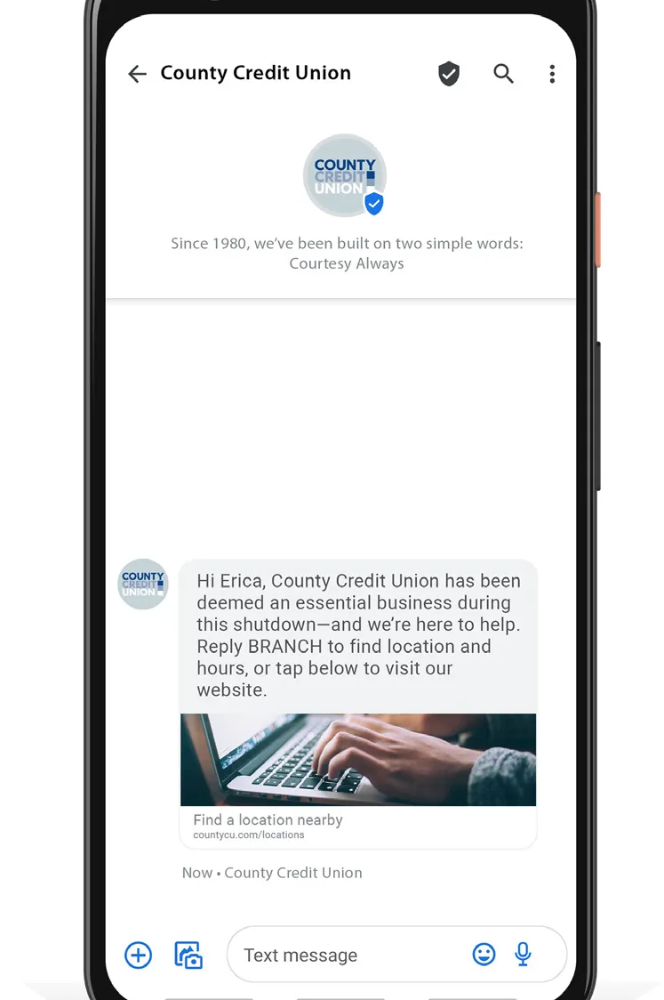 County Credit Union
COUNTY
CREDIT
UNION
Since 1980, we've been built on two simple words:
Courtesy Always
COUNTY
CREDIT
UNION
Hi Erica, County Credit Union has been
deemed an essential business during
this shutdown—and we're here to help.
Reply BRANCH to find location and
hours, or tap below to visit our
website.
Find a location nearby
countycu.com/locations
Now • County Credit Union
Text message